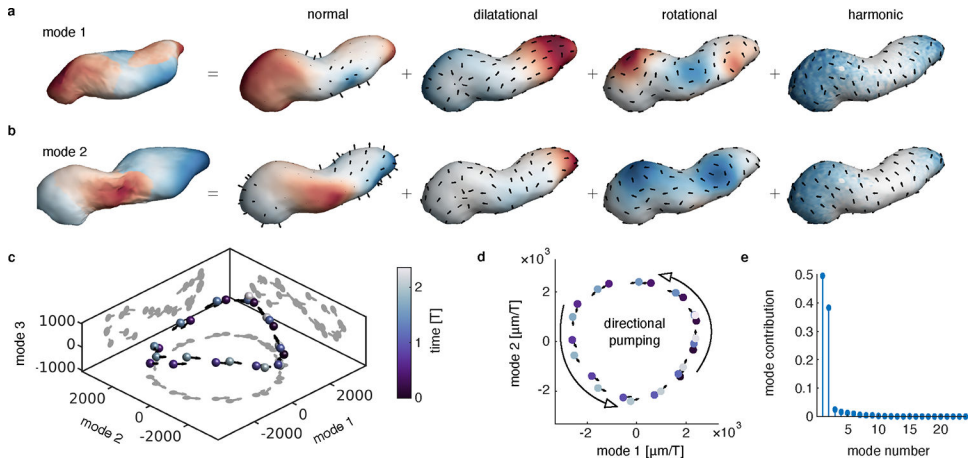 a
normal
dilatational
rotational
harmonic
mode 1
=
+
+
+
b
mode 2
=
+
+
+
c
mode 3
1000
0
-1000
2000
0
-2000
mode 2
-2000
0
2000
mode 1
2
1
0
time [T]
d
×10³
2
0
-2
mode 2 [μm/T]
directional
pumping
-2
0
2
×10³
mode 1 [μm/T]
e
0.5
0.4
0.3
0.2
0.1
0
mode contribution
5
10
15
20
mode number